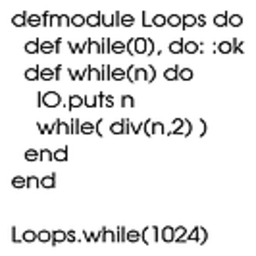 defmodule Loops do
  def while(0), do: :ok
  def while(n) do
    IO.puts n
    while( div(n,2) )
  end
end

Loops.while(1024)